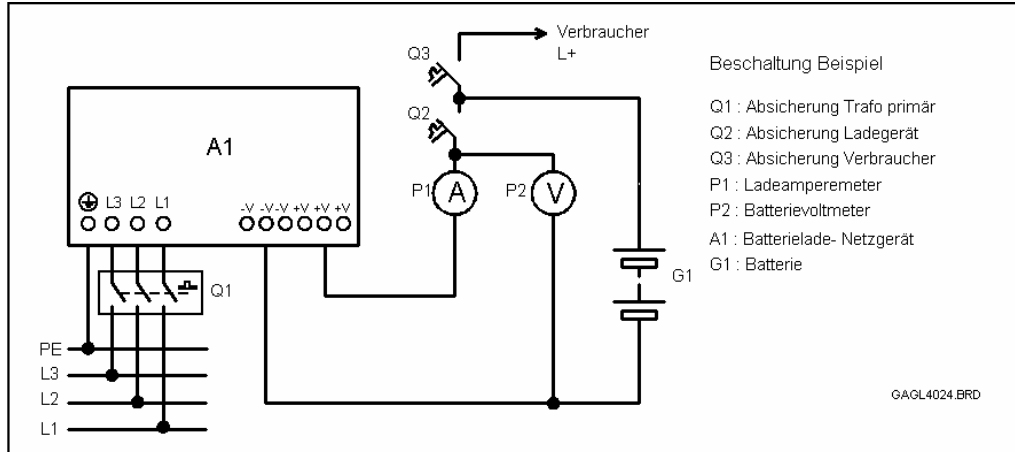 Verbraucher
L+
Q3
Q2
A1
L3 L2 L1
-V -V -V +V +V +V
P1 A
P2 V
G1
Q1
PE
L3
L2
L1
Beschaltung Beispiel
Q1 : Absicherung Trafo primär
Q2 : Absicherung Ladegerät
Q3 : Absicherung Verbraucher
P1 : Ladeamperemeter
P2 : Batterievoltmeter
A1 : Batterielade- Netzgerät
G1 : Batterie
GAGL4024.BRD